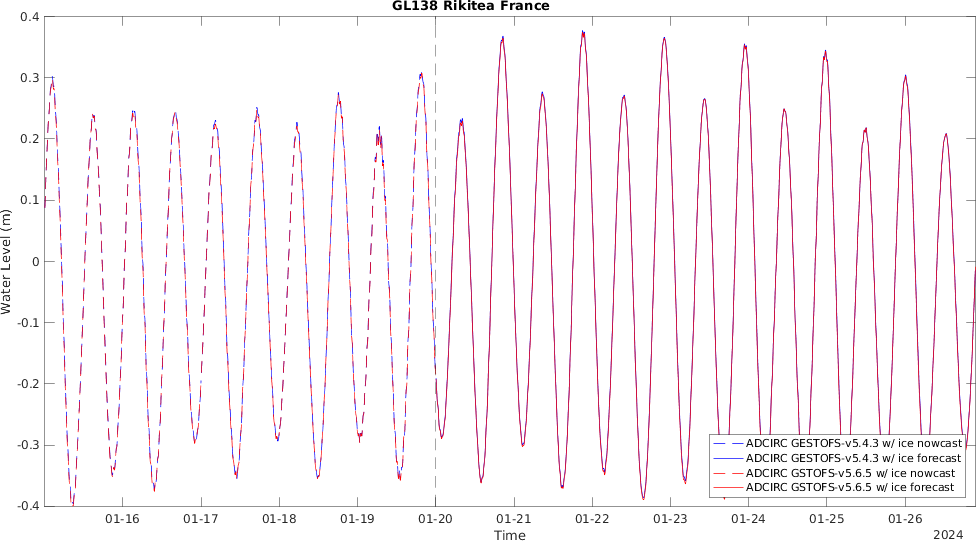 GL138 Rikitea France
0.4
0.3
0.2
0.1
0
-0.1
-0.2
-0.3
-0.4
Water Level (m)
ADCIRC GESTOFS-v5.4.3 w/ ice nowcast
ADCIRC GESTOFS-v5.4.3 w/ ice forecast
ADCIRC GSTOFS-v5.6.5 w/ ice nowcast
ADCIRC GSTOFS-v5.6.5 w/ ice forecast
01-16 01-17 01-18 01-19 01-20 01-21 01-22 01-23 01-24 01-25 01-26
Time
2024